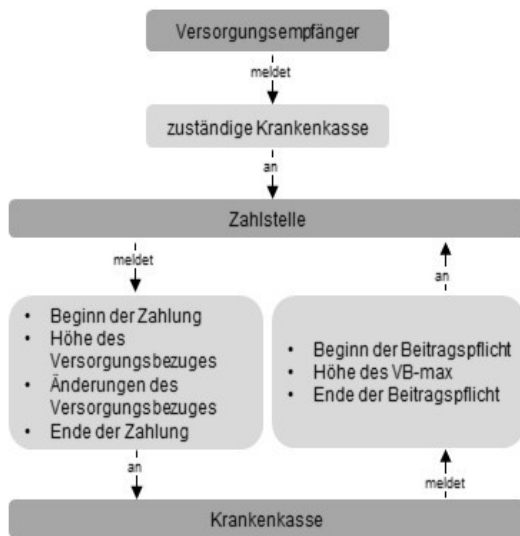 Versorgungsempfänger
meldet
zuständige Krankenkasse
an
Zahlstelle
meldet
• Beginn der Zahlung
• Höhe des
Versorgungsbezuges
• Änderungen des
Versorgungsbezuges
• Ende der Zahlung
an
an
• Beginn der Beitragspflicht
• Höhe des VB-max
• Ende der Beitragspflicht
meldet
Krankenkasse